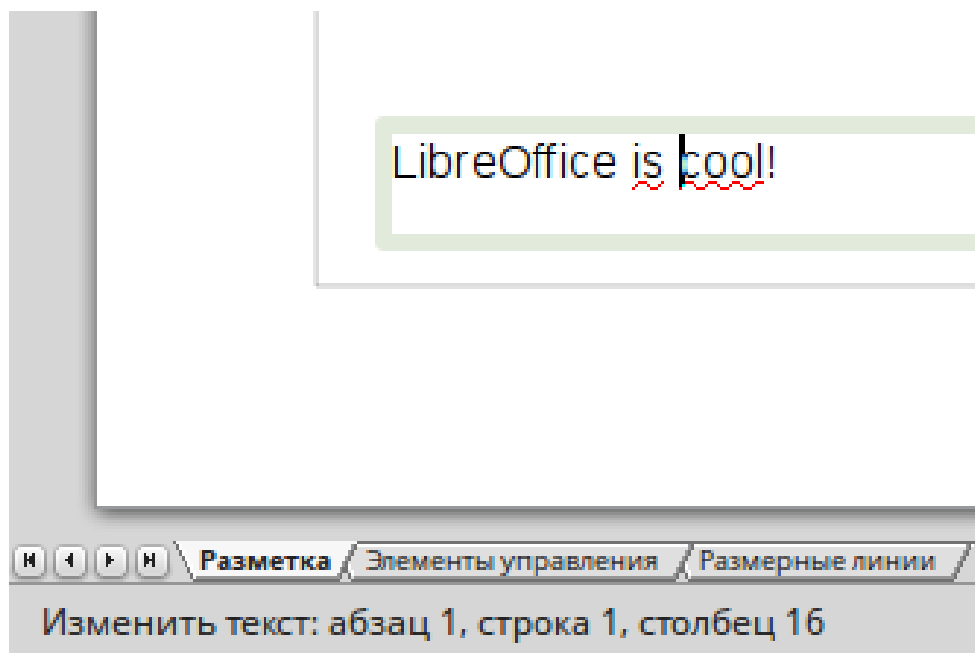 LibreOffice is cool!
Разметка Элементы управления Размерные линии
Изменить текст: абзац 1, строка 1, столбец 16